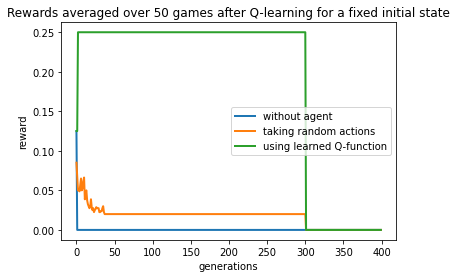 Rewards averaged over 50 games after Q-learning for a fixed initial state
0.25
0.20
0.15
0.10
0.05
0.00
reward
without agent
taking random actions
using learned Q-function
0 50 100 150 200 250 300 350 400
generations